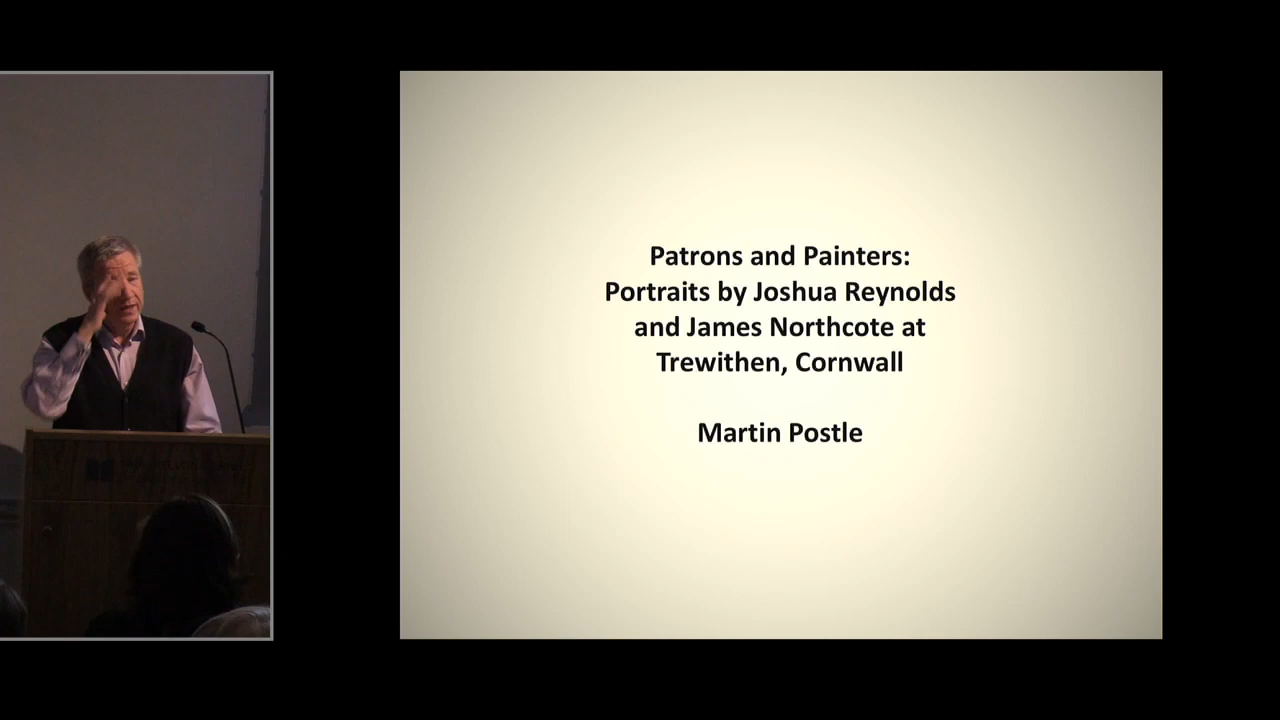 Patrons and Painters:
Portraits by Joshua Reynolds
and James Northcote at
Trewithen, Cornwall
Martin Postle